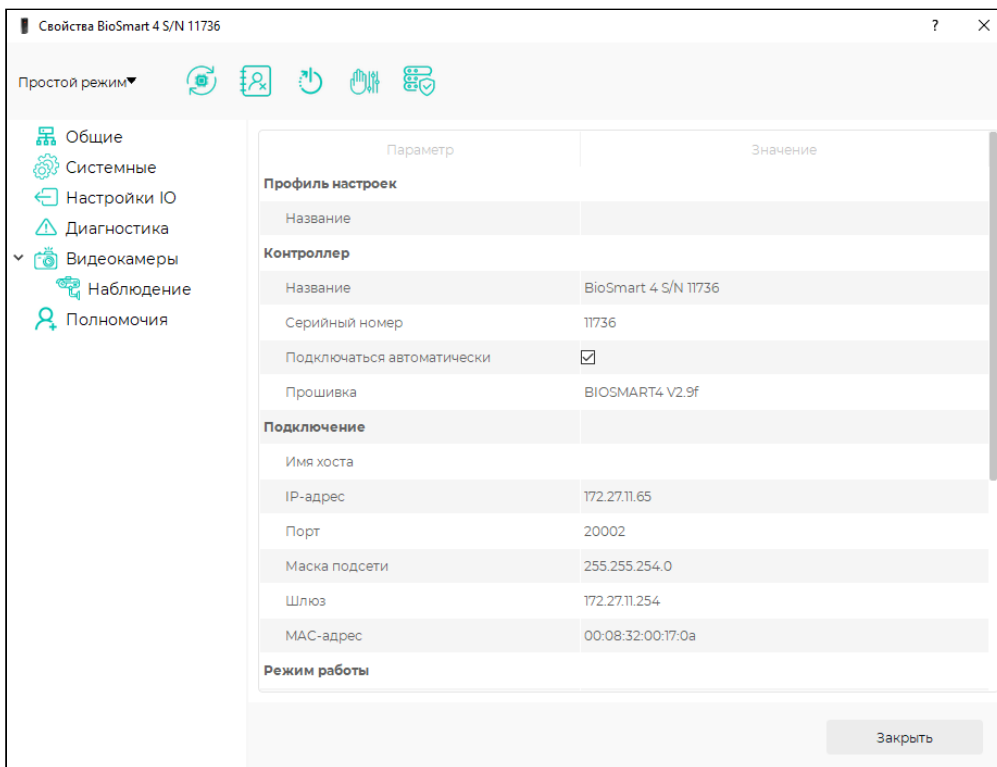 Свойства BioSmart 4 S/N 11736
?
Простой режим
Общие
Системные
Настройки IO
Диагностика
Видеокамеры
Наблюдение
Полномочия
Параметр Значение
Профиль настроек
Название
Контроллер
Название BioSmart 4 S/N 11736
Серийный номер 11736
Подключаться автоматически
Прошивка BIOSMART4 V2.9f
Подключение
Имя хоста
IP-адрес 172.27.11.65
Порт 20002
Маска подсети 255.255.254.0
Шлюз 172.27.11.254
MAC-адрес 00:08:32:00:17:0a
Режим работы
Закрыть